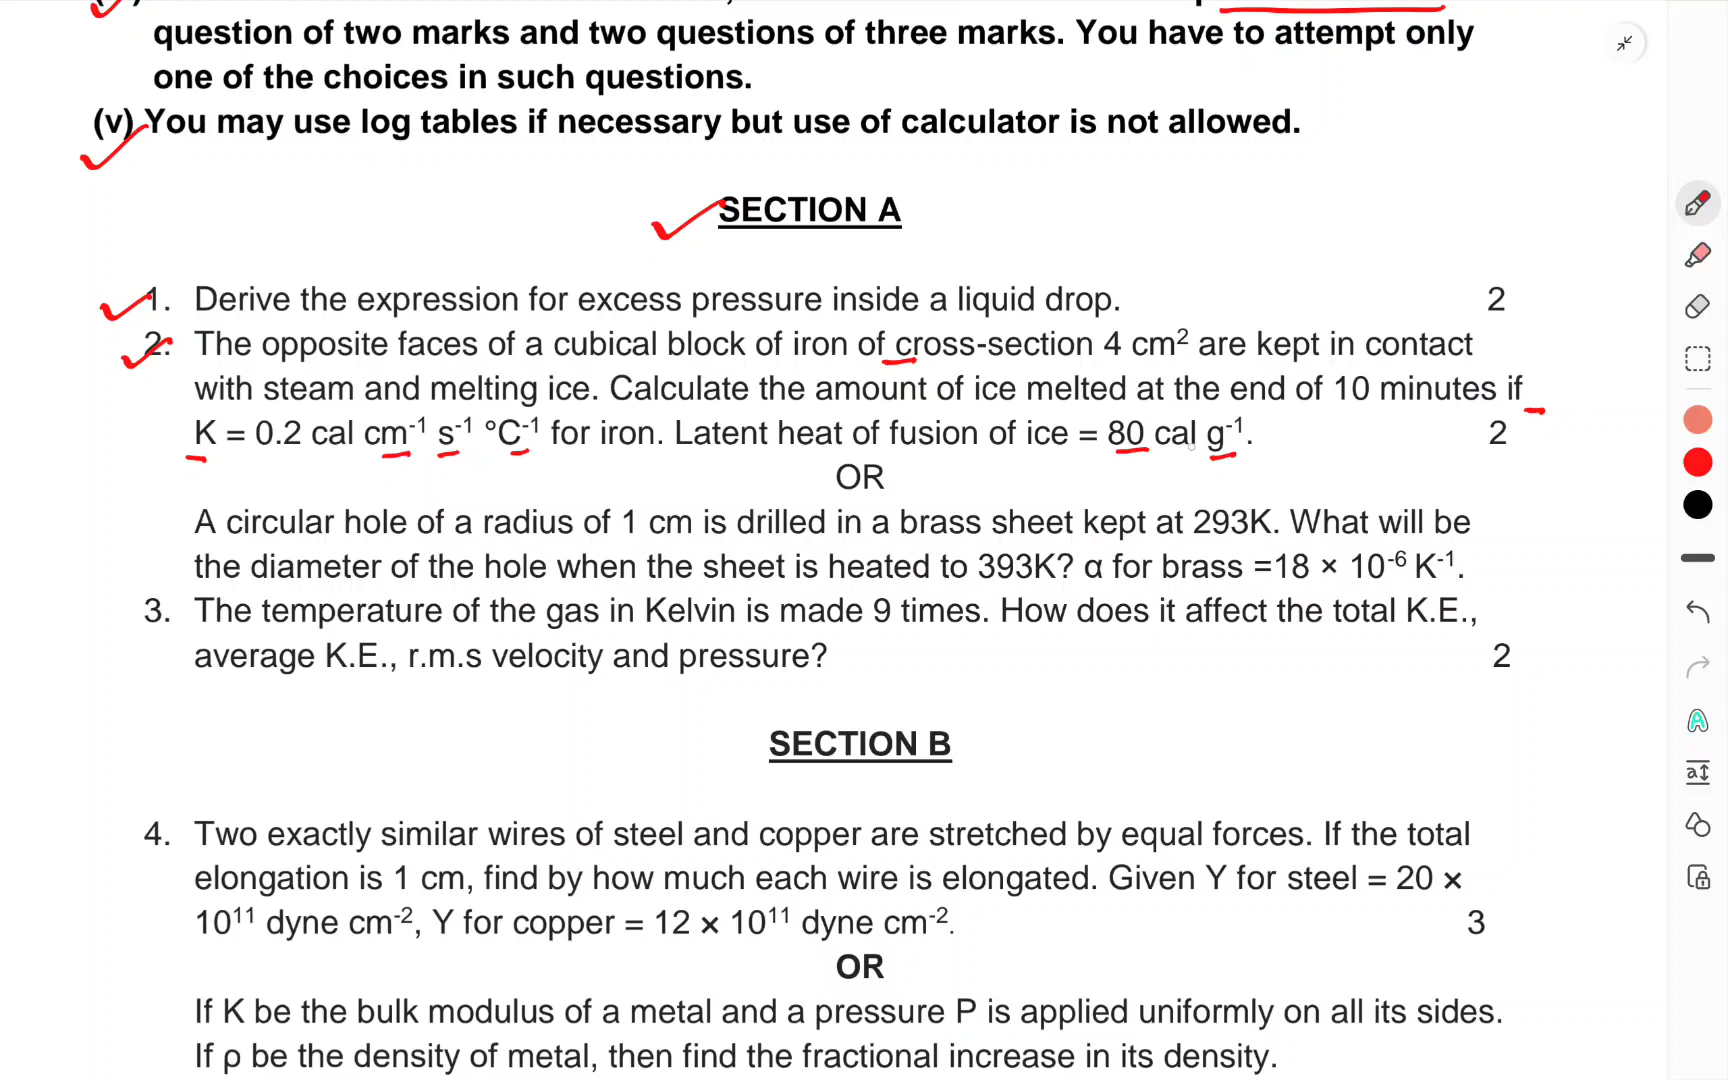 question of two marks and two questions of three marks. You have to attempt only
one of the choices in such questions.
(v) You may use log tables if necessary but use of calculator is not allowed.
SECTION A
1. Derive the expression for excess pressure inside a liquid drop. 2
2. The opposite faces of a cubical block of iron of cross-section 4 cm² are kept in contact
with steam and melting ice. Calculate the amount of ice melted at the end of 10 minutes if
K = 0.2 cal cm⁻¹ s⁻¹ °C⁻¹ for iron. Latent heat of fusion of ice = 80 cal g⁻¹. 2
OR
A circular hole of a radius of 1 cm is drilled in a brass sheet kept at 293K. What will be
the diameter of the hole when the sheet is heated to 393K? α for brass =18 × 10⁻⁶ K⁻¹.
3. The temperature of the gas in Kelvin is made 9 times. How does it affect the total K.E.,
average K.E., r.m.s velocity and pressure? 2
SECTION B
4. Two exactly similar wires of steel and copper are stretched by equal forces. If the total
elongation is 1 cm, find by how much each wire is elongated. Given Y for steel = 20 ×
10¹¹ dyne cm⁻², Y for copper = 12 × 10¹¹ dyne cm⁻². 3
OR
If K be the bulk modulus of a metal and a pressure P is applied uniformly on all its sides.
If ρ be the density of metal, then find the fractional increase in its density.